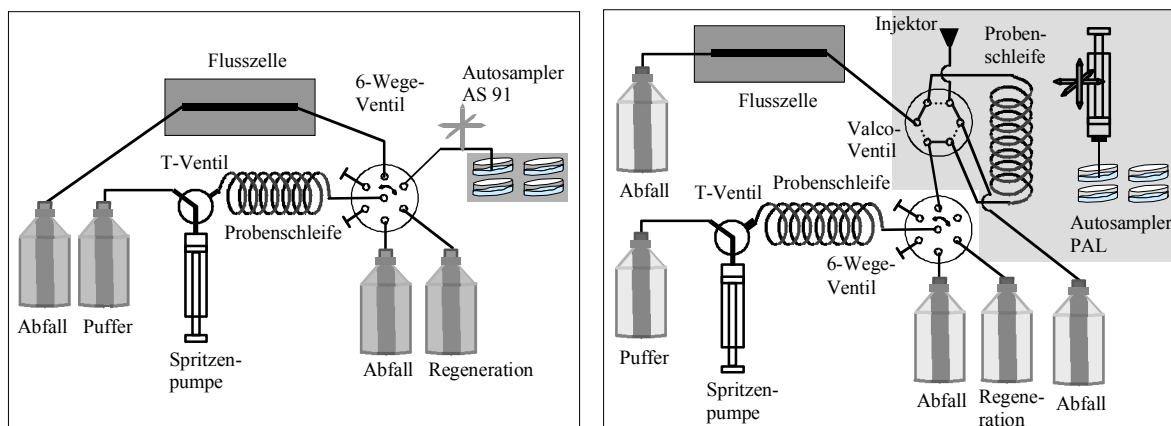 Flusszelle
6-Wege-
Ventil
Autosampler
AS 91
T-Ventil
Probenschleife
Abfall
Puffer
Spritzen-
pumpe
Abfall
Regeneration
Injektor
Proben-
schleife
Flusszelle
Valco-
Ventil
Abfall
T-Ventil
Probenschleife
Autosampler
PAL
6-Wege-
Ventil
Puffer
Spritzen-
pumpe
Abfall
Regene-
ration
Abfall